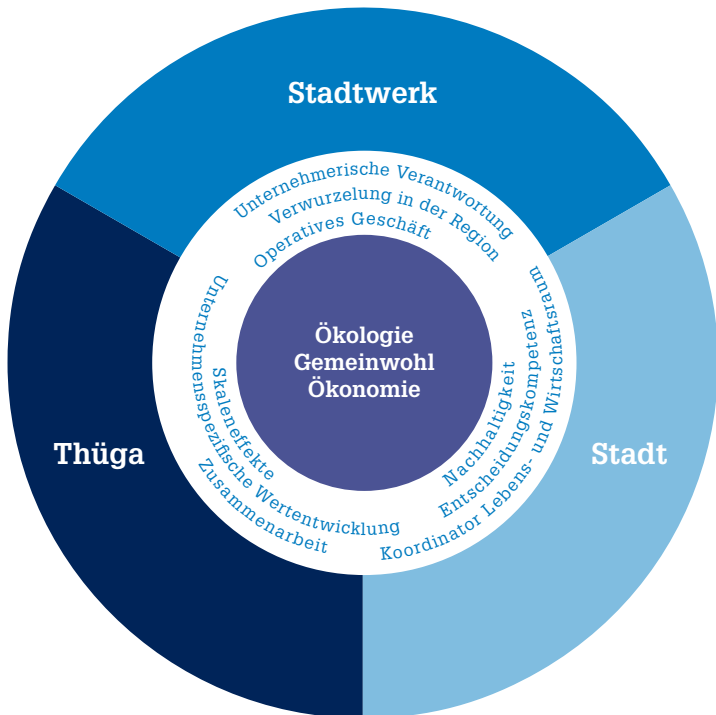 Stadtwerk
Unternehmerische Verantwortung
Verwurzelung in der Region
Operatives Geschäft
Ökologie
Gemeinwohl
Ökonomie
Thüga
Skaleneffekte
Unternehmensspezifische Wertentwicklung
Zusammenarbeit
Stadt
Nachhaltigkeit
Entscheidungskompetenz
Koordinator Lebens- und Wirtschaftsraum